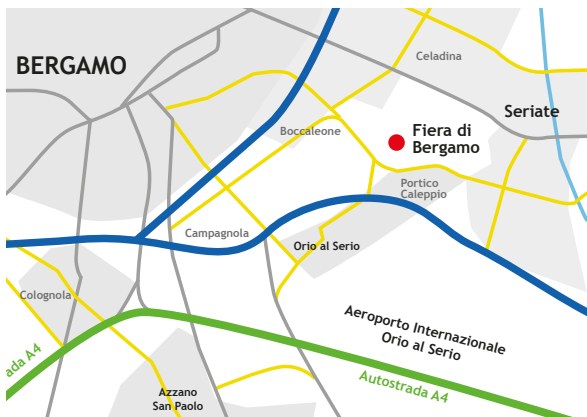 BERGAMO
Celadina
Seriate
Boccaleone
Fiera di
Bergamo
Portico
Caleppio
Campagnola
Orio al Serio
Colognola
Aeroporto Internazionale
Orio al Serio
ada A4
Autostrada A4
Azzano
San Paolo